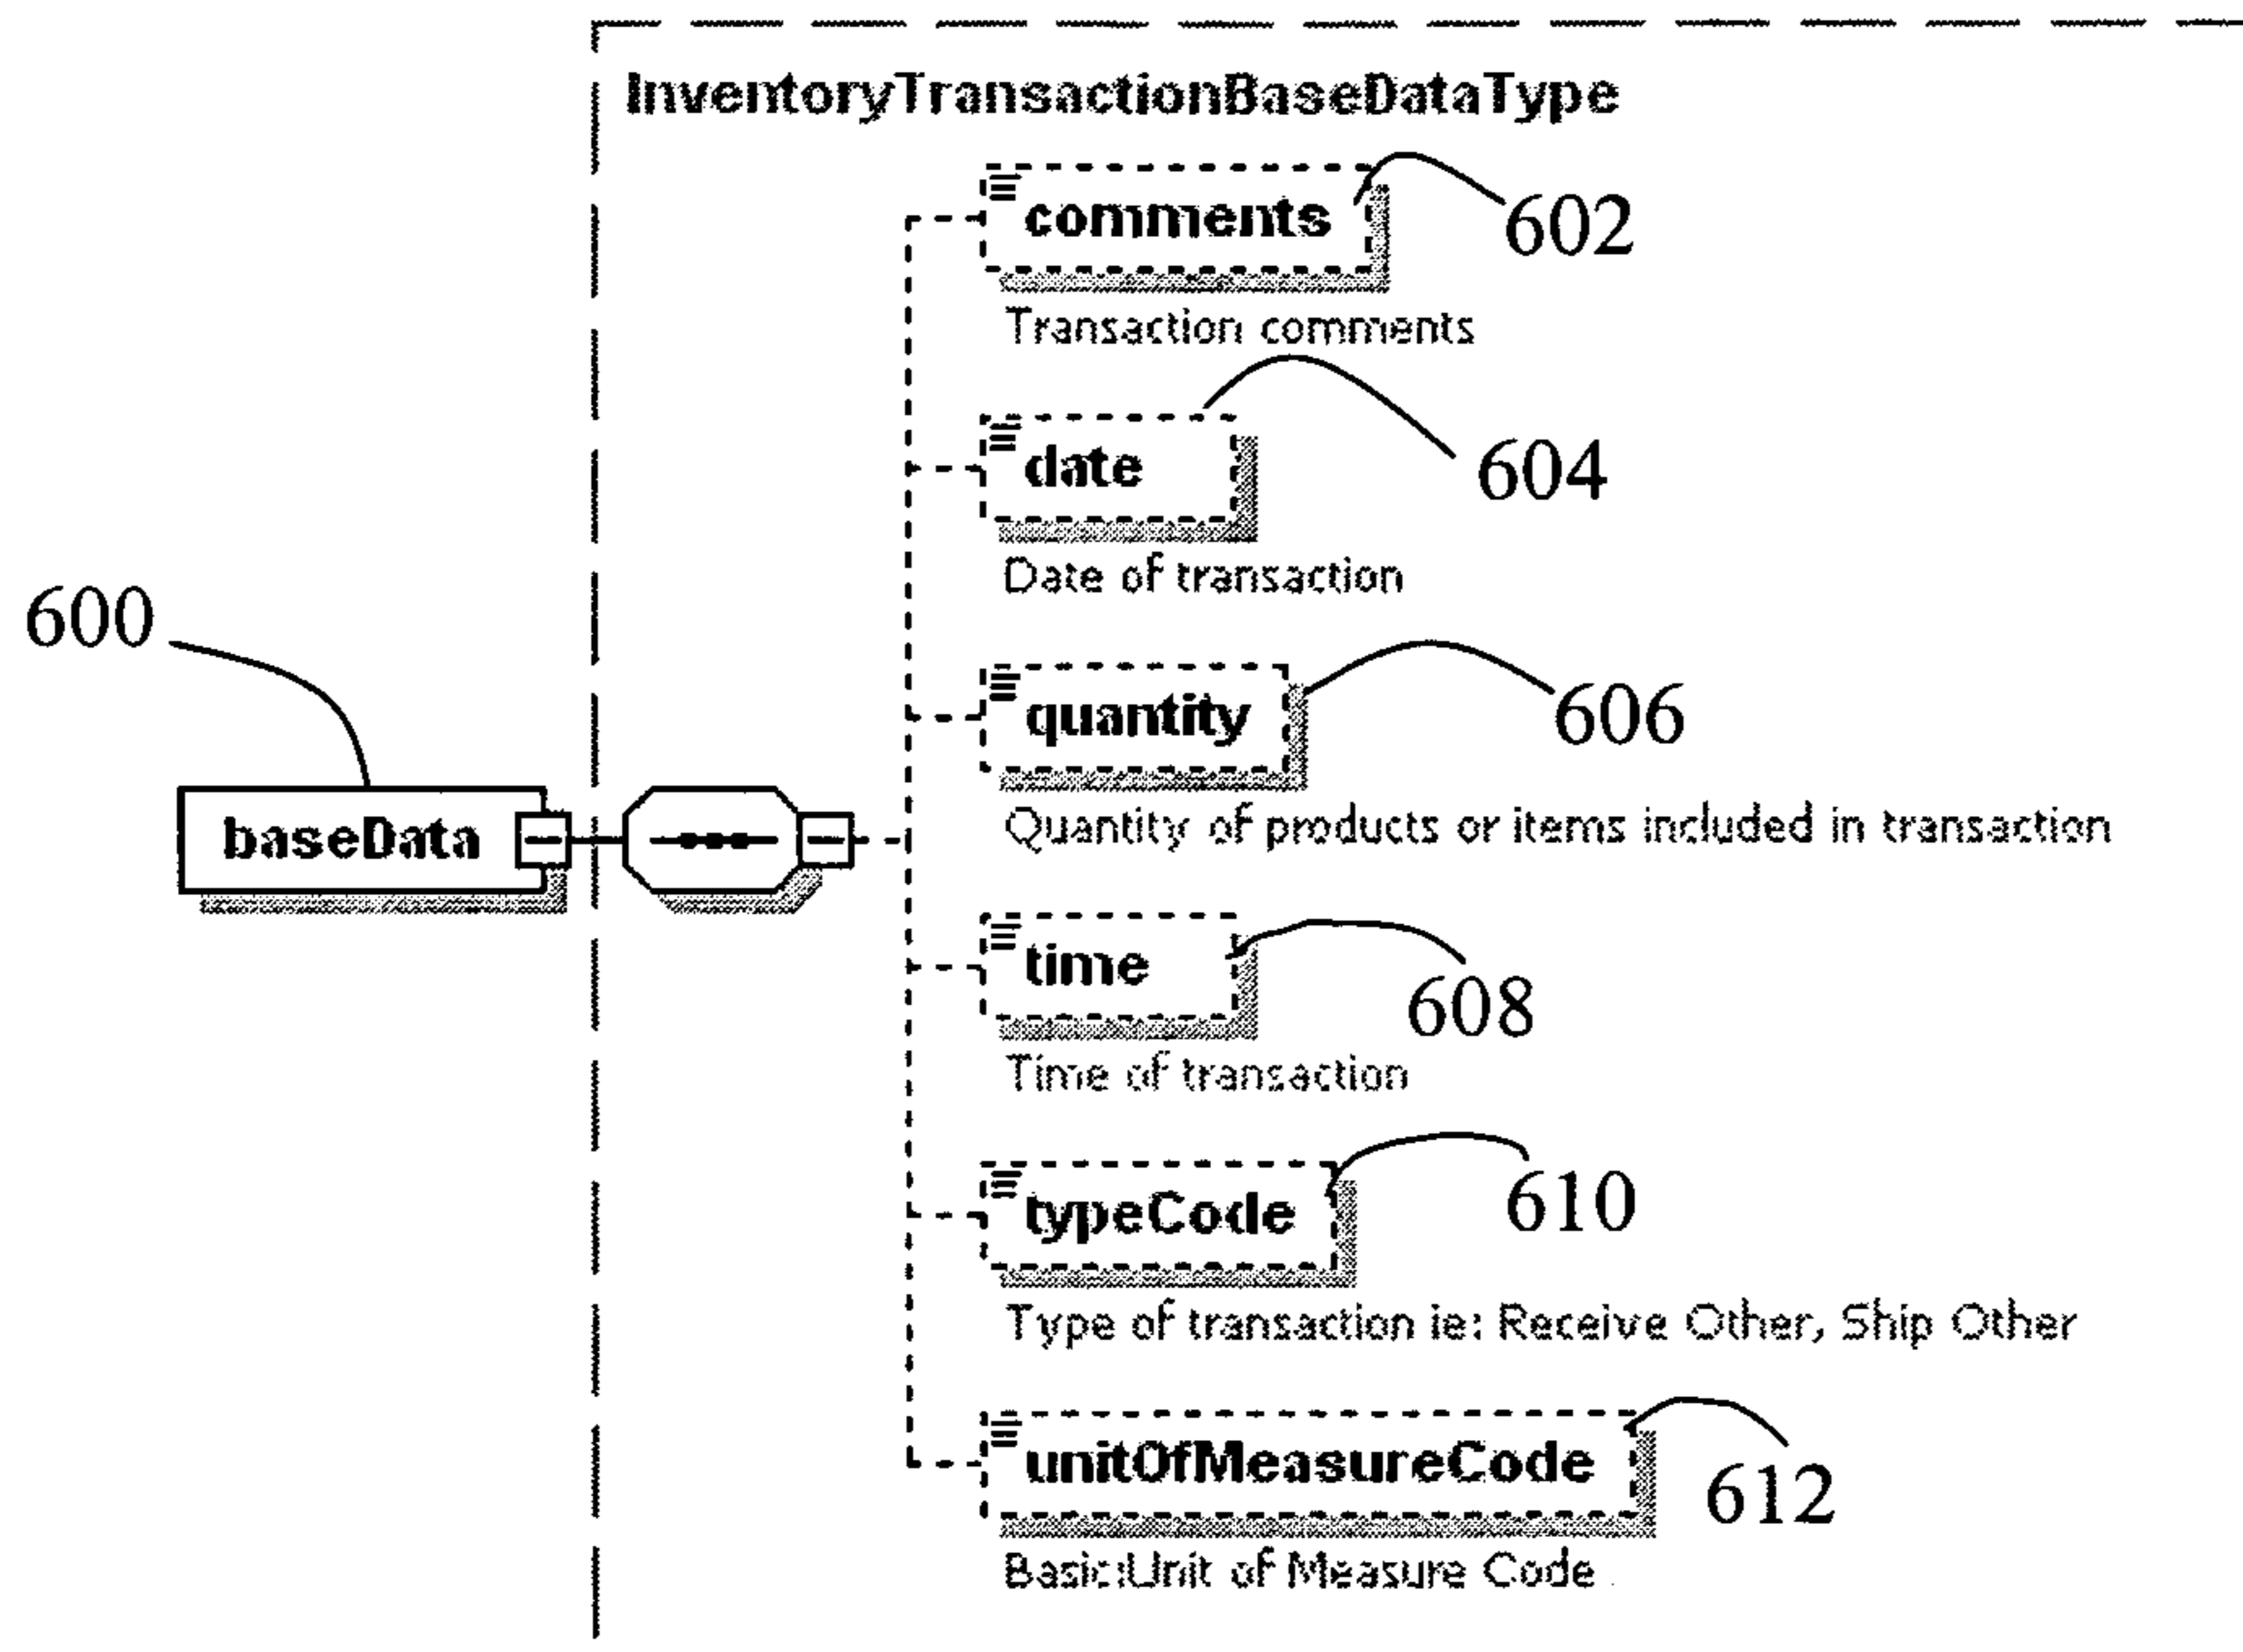 InventoryTransactionBaseDataType
comments
602
Transaction comments
date
604
Date of transaction
600
quantity
606
Quantity of products or items included in transaction
baseData
time
608
Time of transaction
typeCode
610
Type of transaction ie: Receive Other, Ship Other
unitOfMeasureCode
612
Basic:Unit of Measure Code